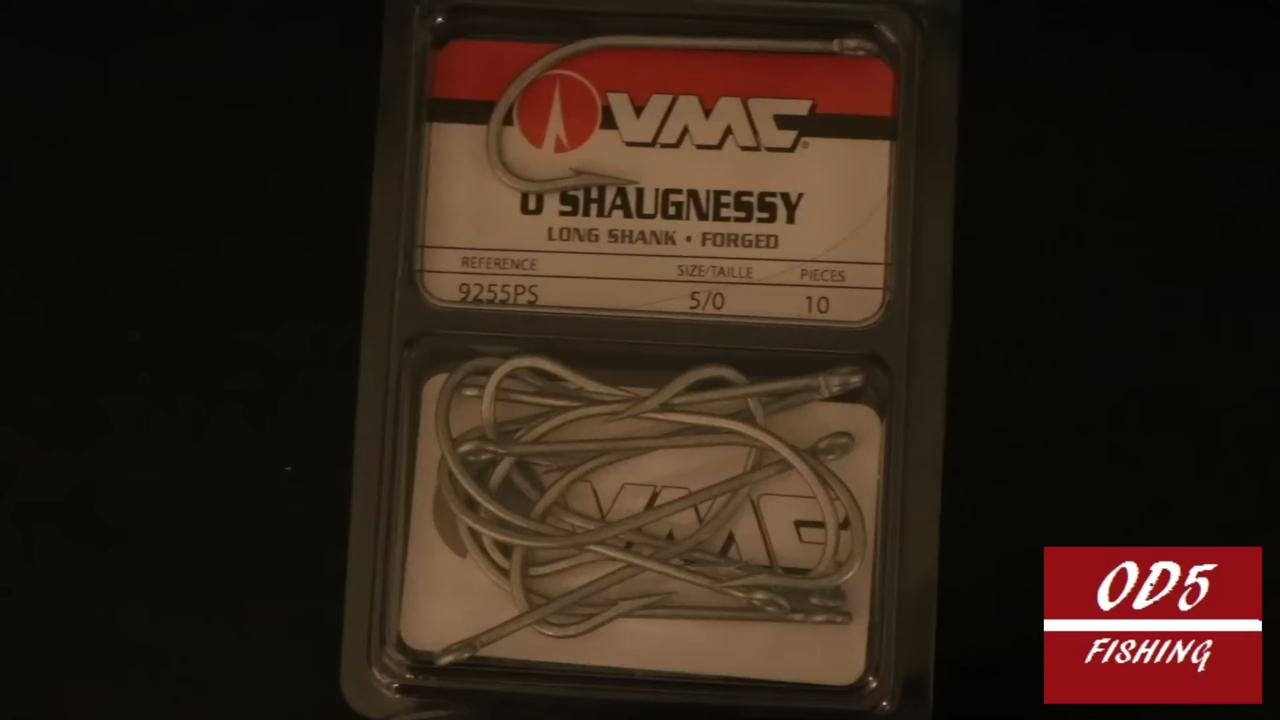 VMC
O'SHAUGNESSY
LONG SHANK • FORGED
REFERENCE SIZE/TAILLE PIECES
9255PS 5/0 10
VMC
OD5
FISHING